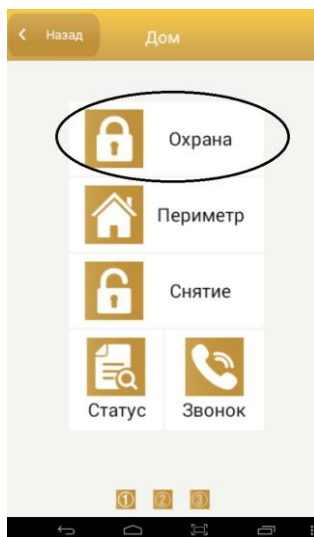 Назад
Дом
Охрана
Периметр
Снятие
Статус
Звонок
1 2 3